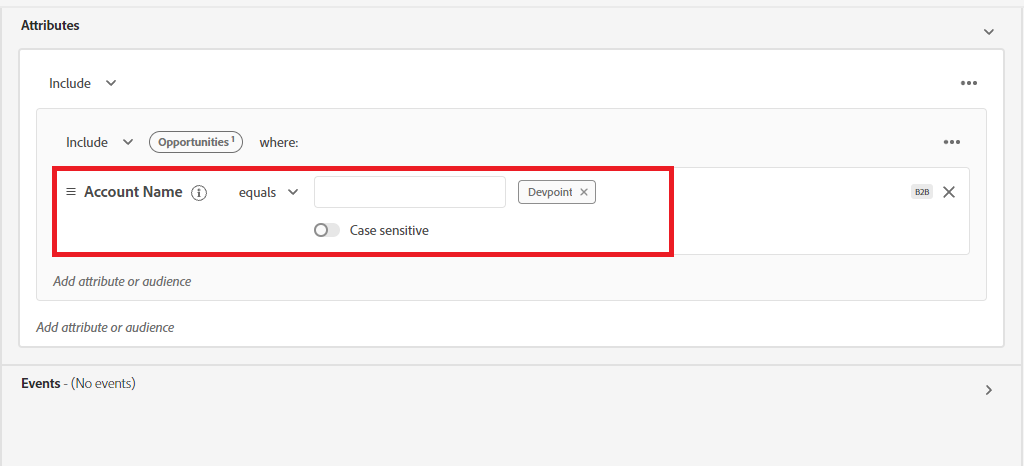 Attributes
Include
Include Opportunities 1 where:
Account Name equals Devpoint B2B
Case sensitive
Add attribute or audience
Add attribute or audience
Events - (No events)